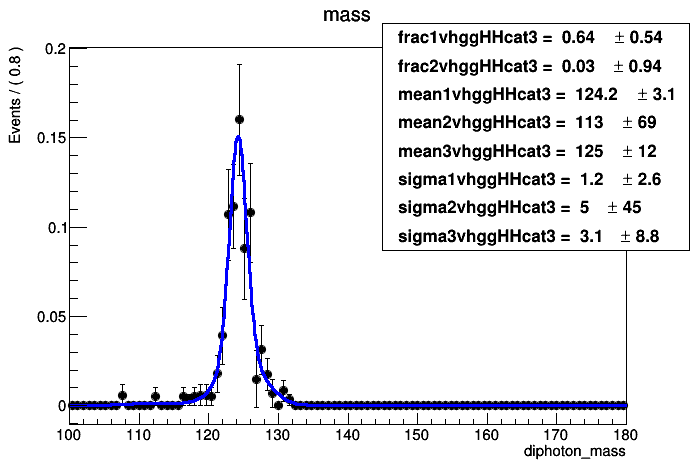 mass
frac1vhggHHcat3 = 0.64 ± 0.54
frac2vhggHHcat3 = 0.03 ± 0.94
mean1vhggHHcat3 = 124.2 ± 3.1
mean2vhggHHcat3 = 113 ± 69
mean3vhggHHcat3 = 125 ± 12
sigma1vhggHHcat3 = 1.2 ± 2.6
sigma2vhggHHcat3 = 5 ± 45
sigma3vhggHHcat3 = 3.1 ± 8.8
Events / ( 0.8 )
0.2
0.15
0.1
0.05
0
100 110 120 130 140 150 160 170 180
diphoton_mass